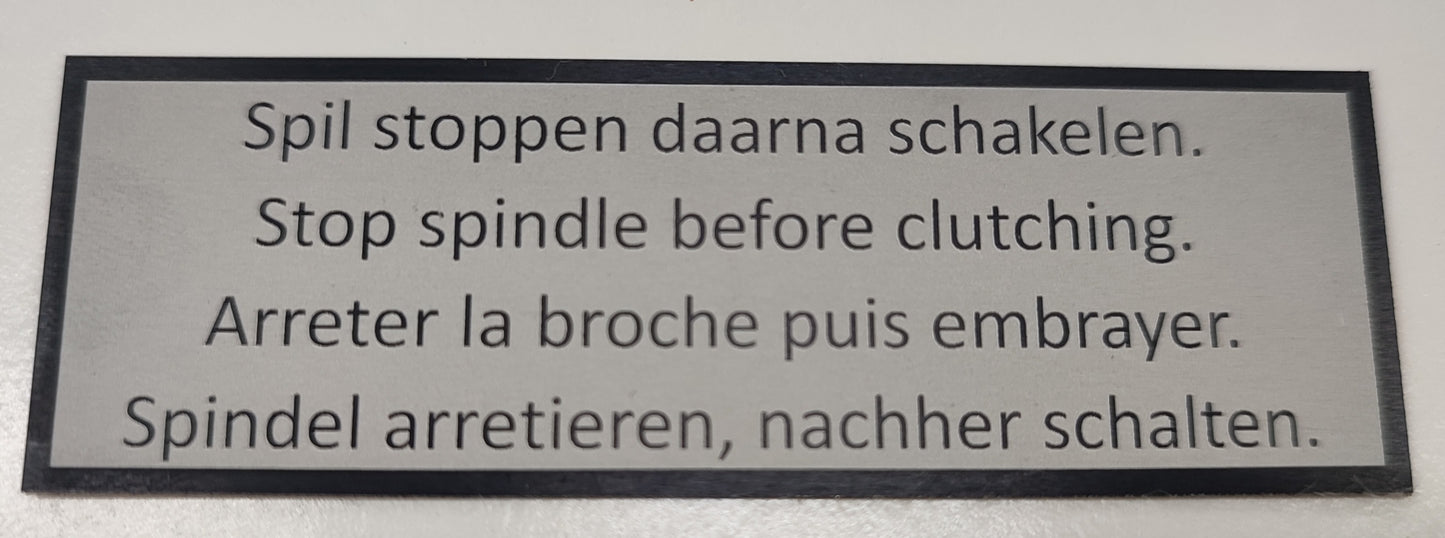 Spil stoppen daarna schakelen.
Stop spindle before clutching.
Arreter la broche puis embrayer.
Spindel arretieren, nachher schalten.